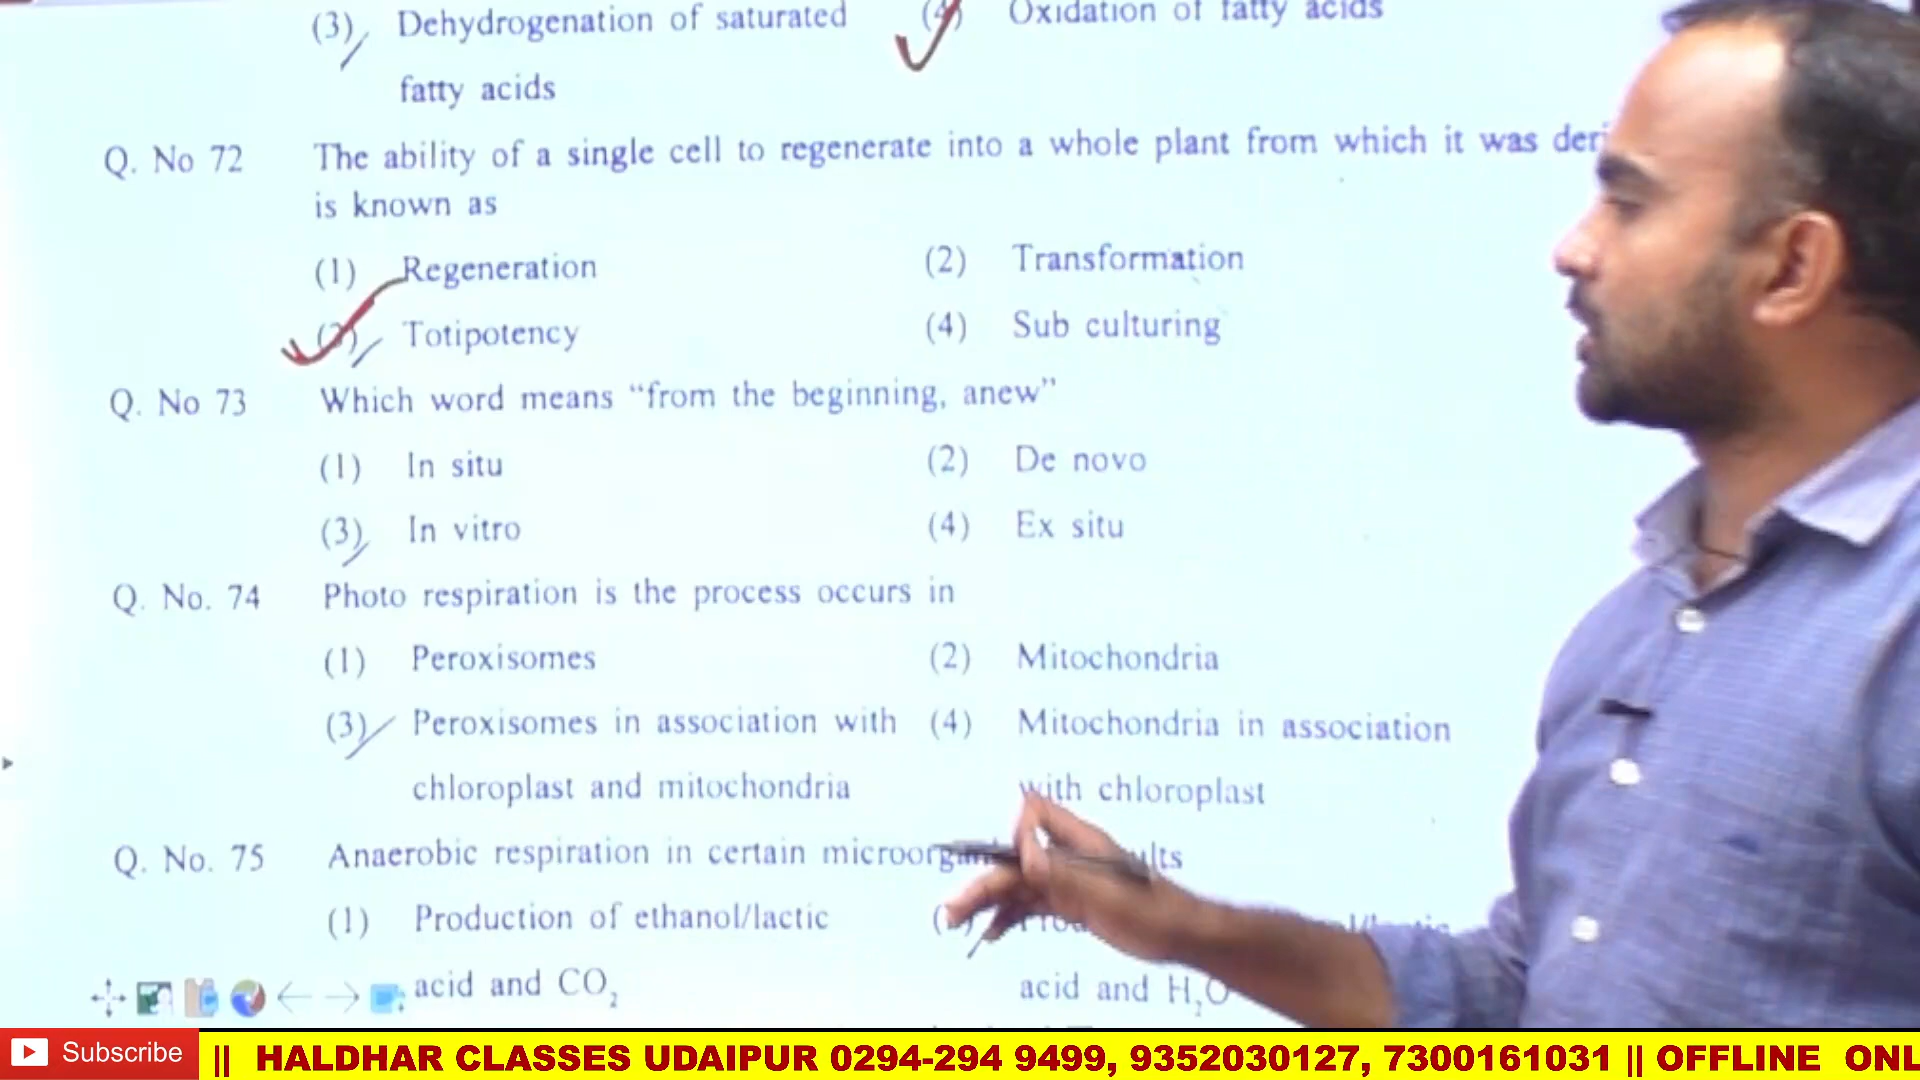 (3) Dehydrogenation of saturated (4) Oxidation of fatty acids
fatty acids
Q. No 72 The ability of a single cell to regenerate into a whole plant from which it was
is known as
(1) Regeneration (2) Transformation
(3) Totipotency (4) Sub culturing
Q. No 73 Which word means “from the beginning, anew”
(1) In situ (2) De novo
(3) In vitro (4) Ex situ
Q. No. 74 Photo respiration is the process occurs in
(1) Peroxisomes (2) Mitochondria
(3) Peroxisomes in association with (4) Mitochondria in association
chloroplast and mitochondria with chloroplast
Q. No. 75 Anaerobic respiration in certain
(1) Production of ethanol/lactic
acid and CO₂ acid and H₂O
Subscribe || HALDHAR CLASSES UDAIPUR 0294-294 9499, 9352030127, 7300161031 || OFFLINE ONL